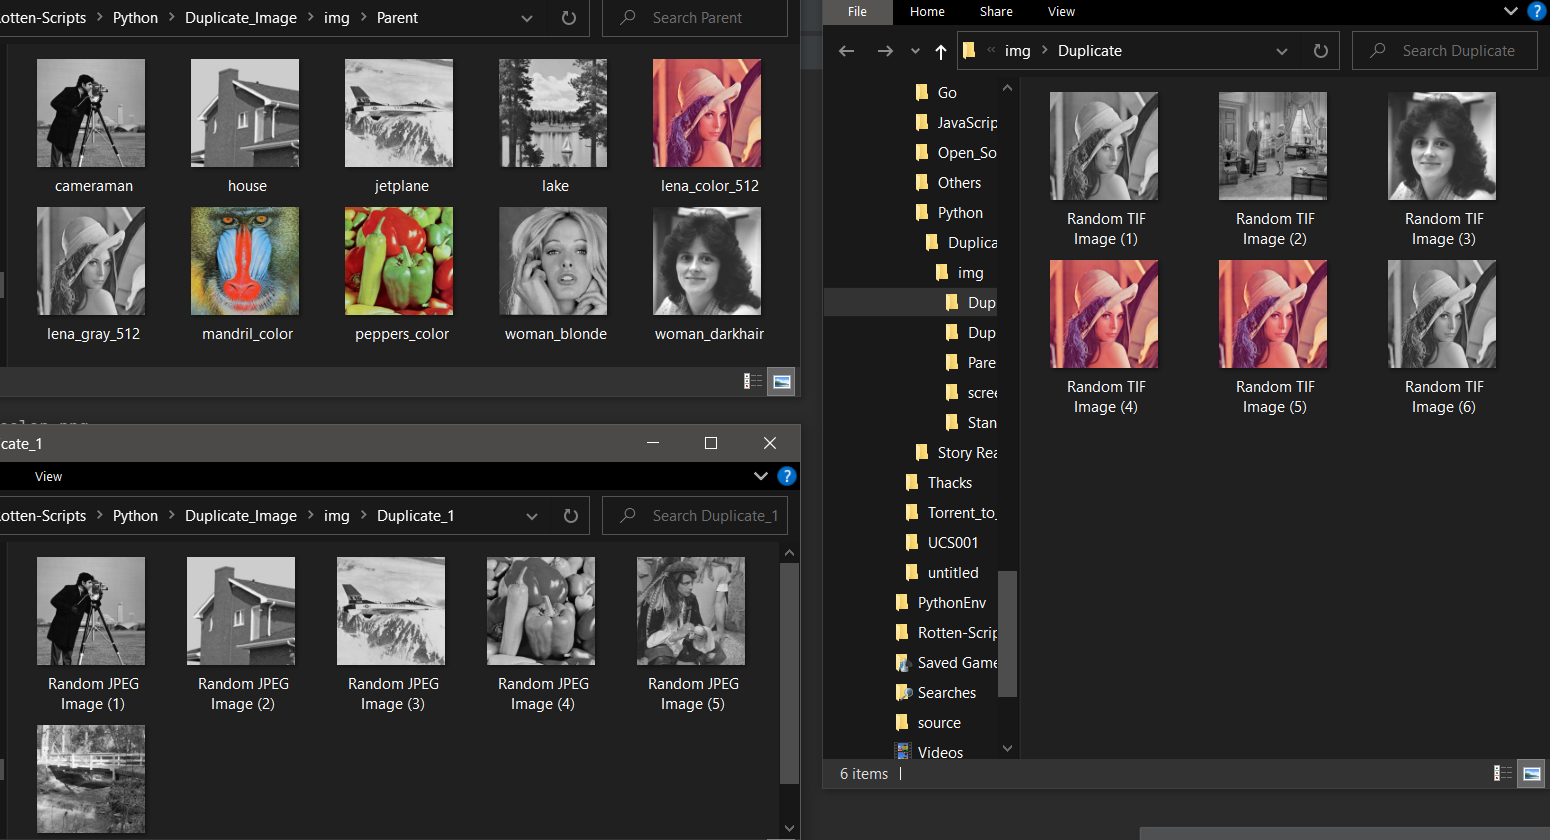 otten-Scripts > Python > Duplicate_Image > img > Parent
Search Parent
cameraman
house
jetplane
lake
lena_color_512
lena_gray_512
mandril_color
peppers_color
woman_blonde
woman_darkhair
cate_1
View
otten-Scripts > Python > Duplicate_Image > img > Duplicate_1
Search Duplicate_1
Random JPEG
Image (1)
Random JPEG
Image (2)
Random JPEG
Image (3)
Random JPEG
Image (4)
Random JPEG
Image (5)
File Home Share View
?
« img > Duplicate
Search Duplicate
Go
JavaScrip
Open_So
Others
Python
Duplica
img
Dup
Dup
Pare
scree
Stan
Story Rea
Thacks
Torrent_to_
UCS001
untitled
PythonEnv
Rotten-Scrip
Saved Game
Searches
source
Videos
Random TIF
Image (1)
Random TIF
Image (2)
Random TIF
Image (3)
Random TIF
Image (4)
Random TIF
Image (5)
Random TIF
Image (6)
6 items